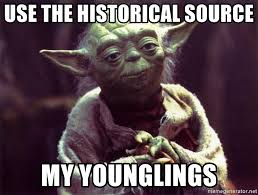 USE THE HISTORICAL SOURCE
MY YOUNGLINGS
memegenerator.net